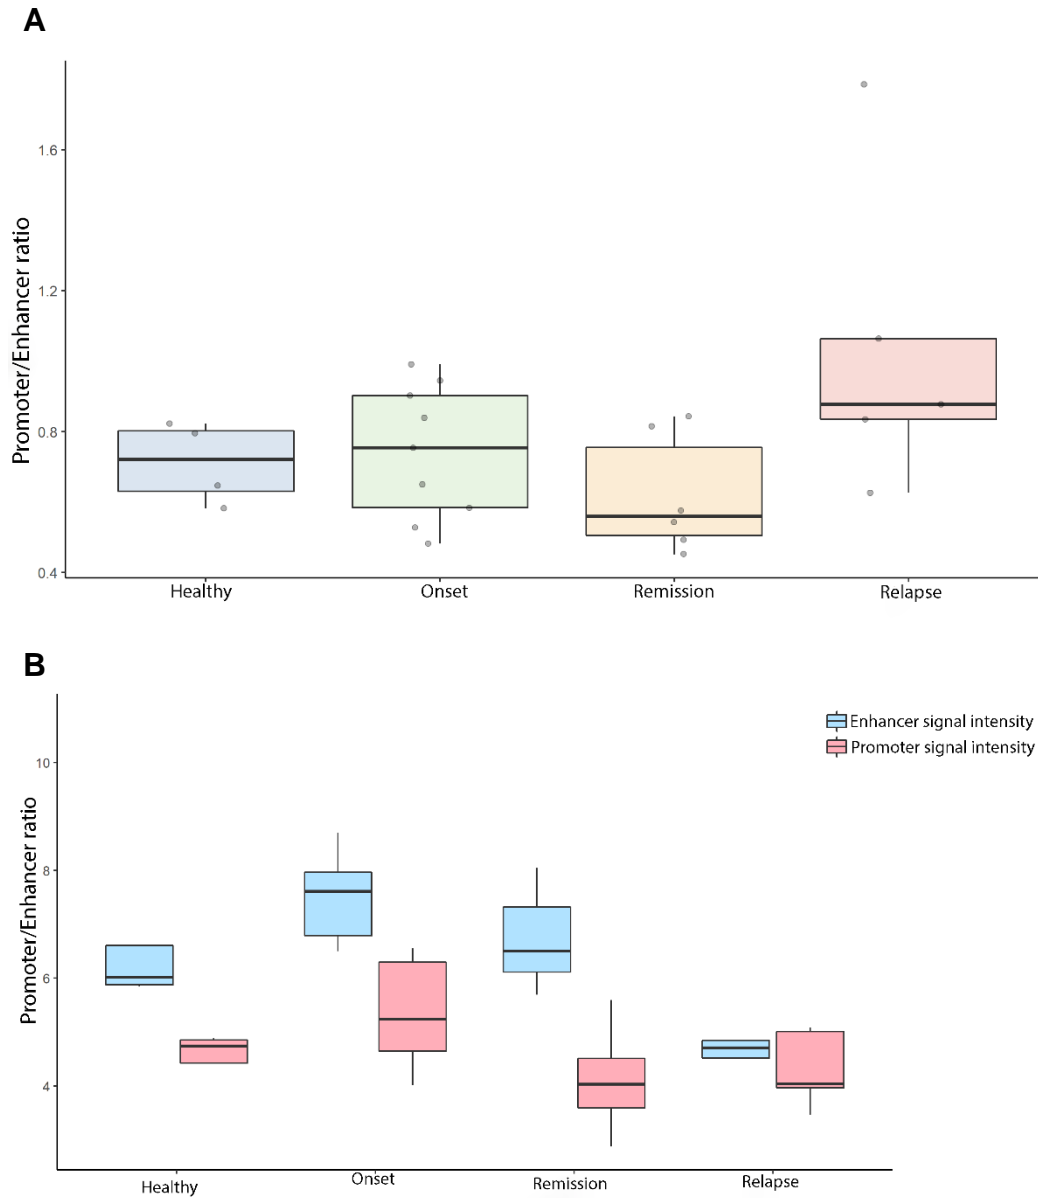 A
Promoter/Enhancer ratio
1.6
1.2
0.8
0.4
Healthy Onset Remission Relapse
B
Enhancer signal intensity
Promoter signal intensity
Promoter/Enhancer ratio
10
8
6
4
Healthy Onset Remission Relapse